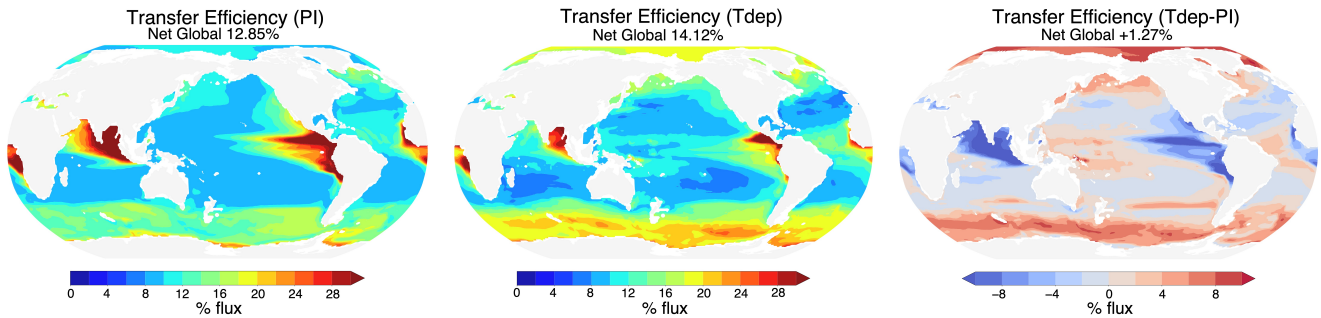 Transfer Efficiency (PI)
Net Global 12.85%
0 4 8 12 16 20 24 28
% flux
Transfer Efficiency (Tdep)
Net Global 14.12%
0 4 8 12 16 20 24 28
% flux
Transfer Efficiency (Tdep-PI)
Net Global +1.27%
−8 −4 0 4 8
% flux